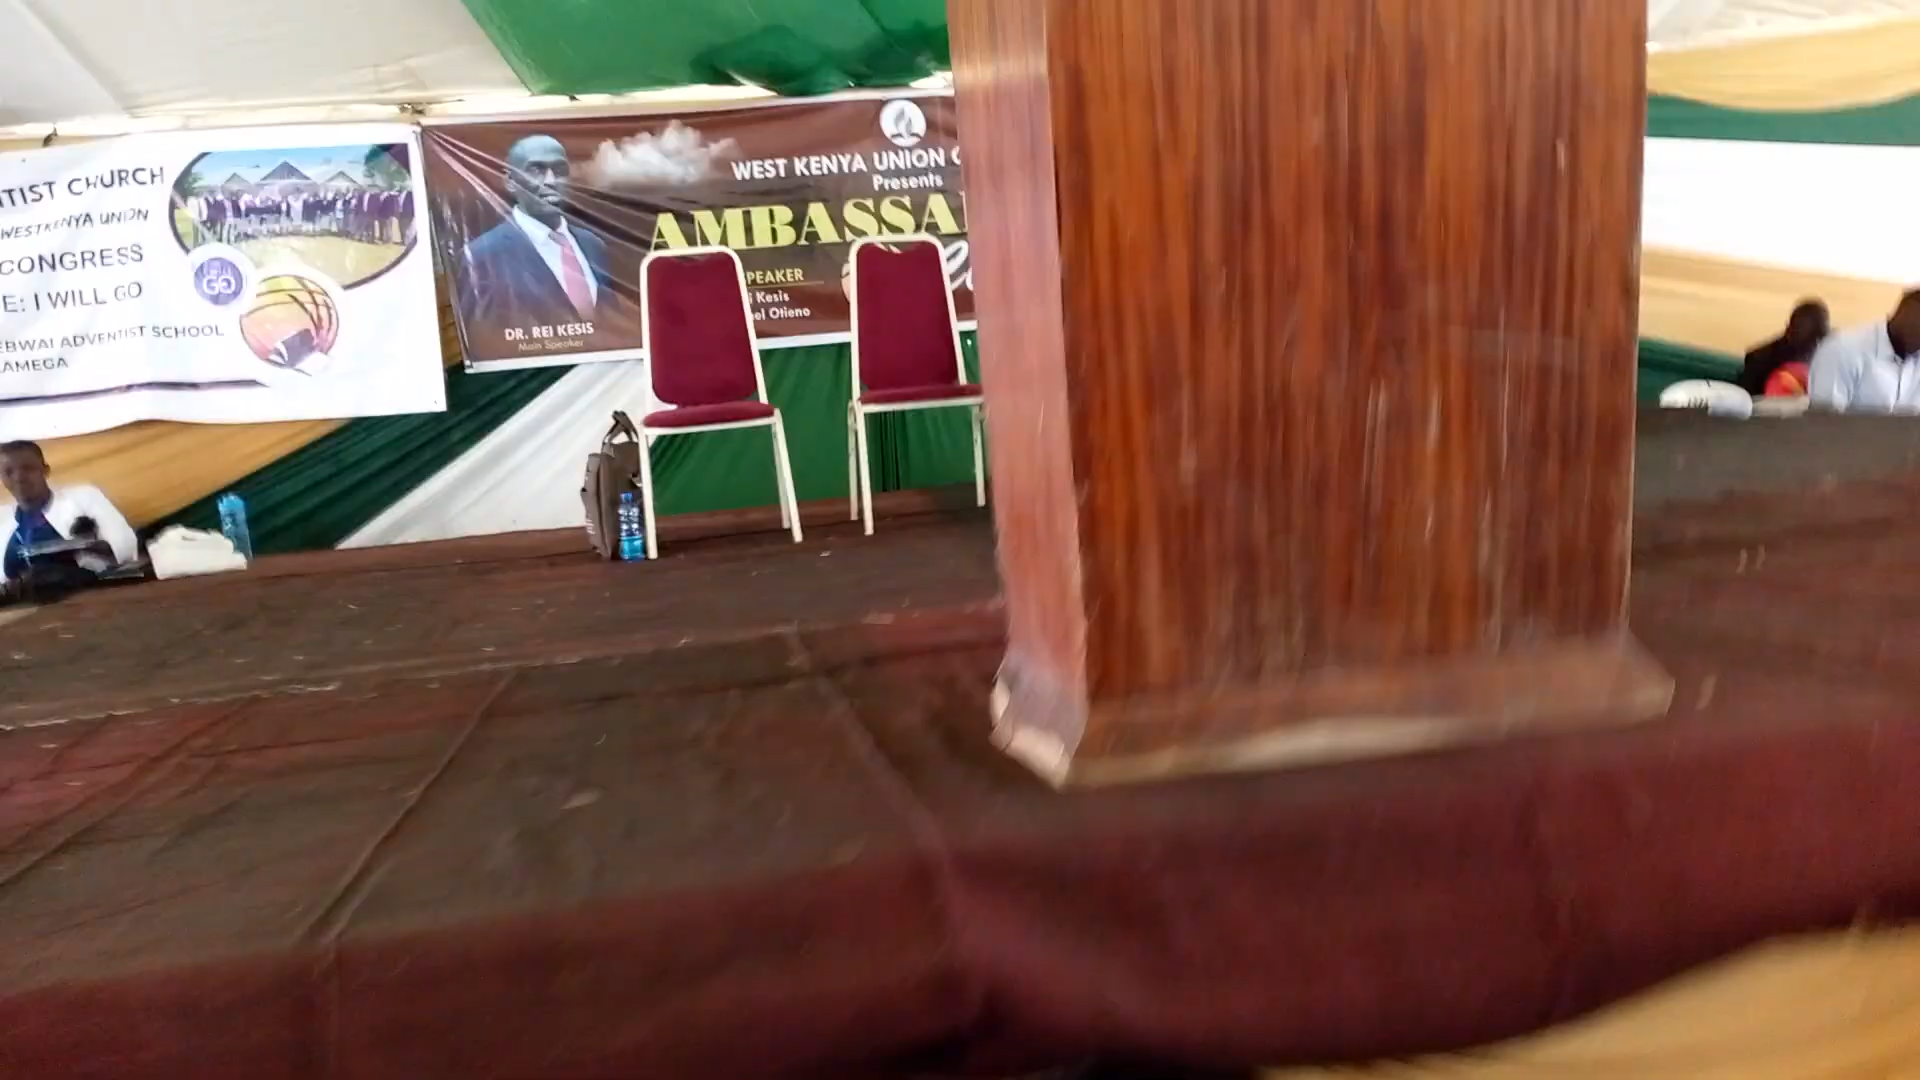 TIST CHURCH
WESTKENYA UNION
CONGRESS
E: I WILL GO
EBWAI ADVENTIST SCHOOL
AMEGA
GO
WEST KENYA UNION C
Presents
AMBASSA
SPEAKER
i Kesis
el Otieno
DR. REI KESIS
Main Speaker